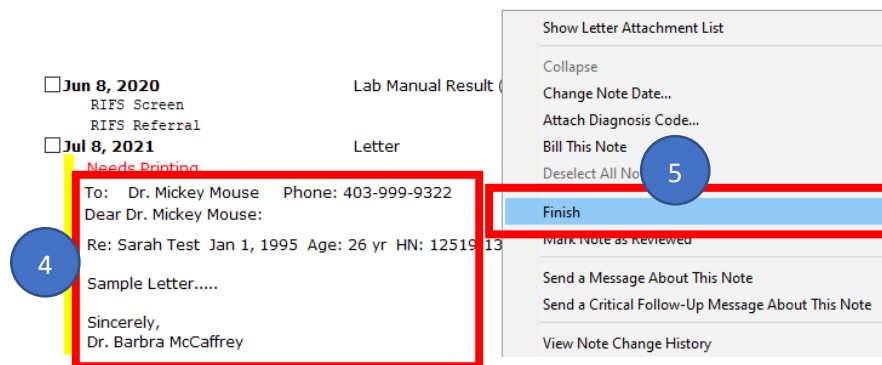 Jun 8, 2020 Lab Manual Result (
RIFS Screen
RIFS Referral
Jul 8, 2021 Letter
Needs Printing
To: Dr. Mickey Mouse Phone: 403-999-9322
Dear Dr. Mickey Mouse:
Re: Sarah Test Jan 1, 1995 Age: 26 yr HN: 12519 13
Sample Letter.....
Sincerely,
Dr. Barbra McCaffrey
4
Show Letter Attachment List
Collapse
Change Note Date...
Attach Diagnosis Code...
Bill This Note
Deselect All No
5
Finish
Mark Note as Reviewed
Send a Message About This Note
Send a Critical Follow-Up Message About This Note
View Note Change History